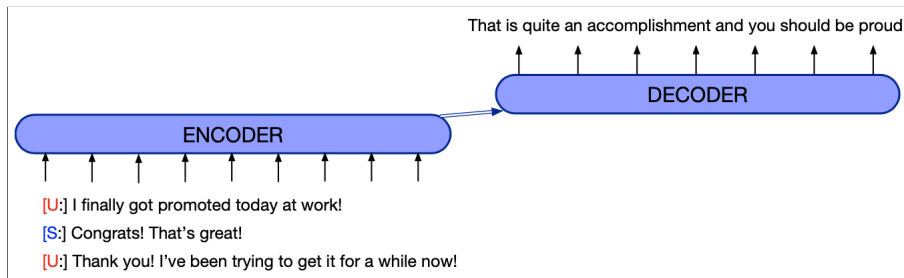 That is quite an accomplishment and you should be proud
DECODER
ENCODER
[U:] I finally got promoted today at work!
[S:] Congrats! That's great!
[U:] Thank you! I've been trying to get it for a while now!